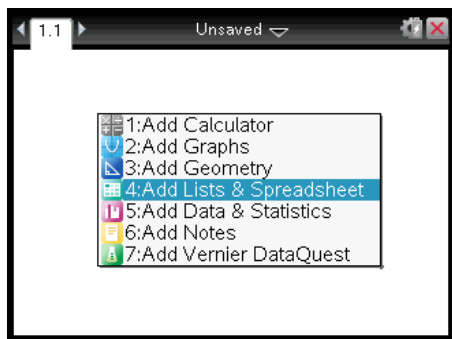 1.1 Unsaved
1:Add Calculator
2:Add Graphs
3:Add Geometry
4:Add Lists & Spreadsheet
5:Add Data & Statistics
6:Add Notes
7:Add Vernier DataQuest